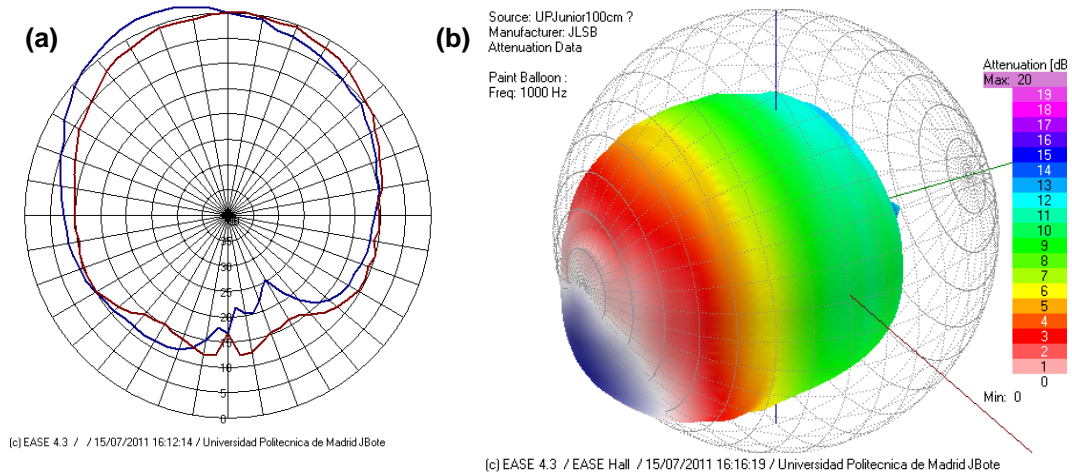 (a)
35
30
25
20
15
10
5
0
(c) EASE 4.3 / / 15/07/2011 16:12:14 / Universidad Politecnica de Madrid JBote
(b)
Source: UPJunior100cm ?
Manufacturer: JLSB
Attenuation Data
Paint Balloon :
Freq: 1000 Hz
Attenuation [dB
Max: 20
19
18
17
16
15
14
13
12
11
10
9
8
7
6
5
4
3
2
1
0
Min: 0
(c) EASE 4.3 / EASE Hall / 15/07/2011 16:16:19 / Universidad Politecnica de Madrid JBote